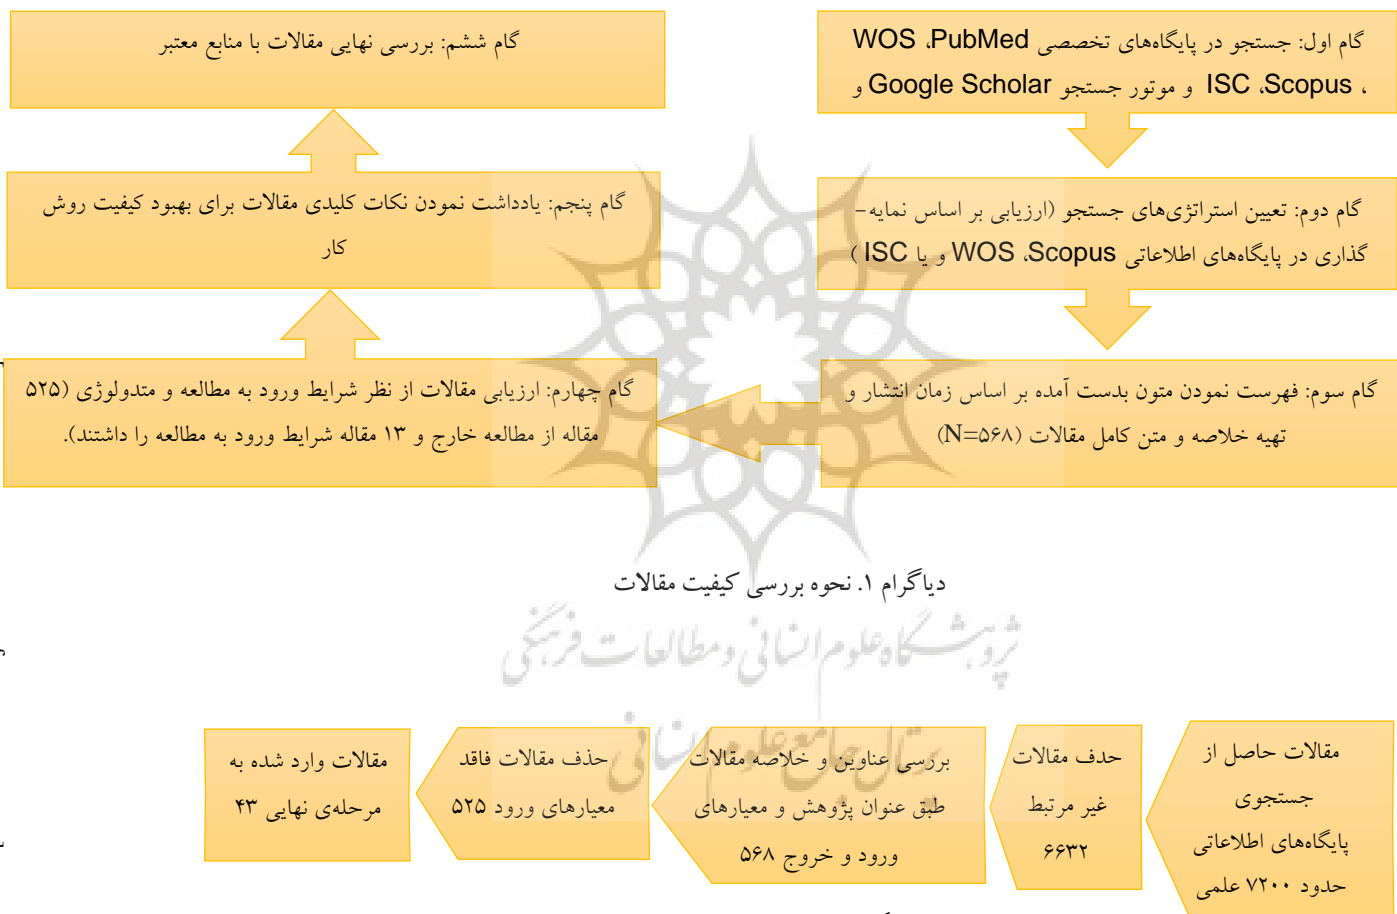 گام اول: جستجو در پایگاه‌های تخصصی WOS ،PubMed
، ISC ،Scopus و موتور جستجو Google Scholar و
گام دوم: تعیین استراتژی‌های جستجو (ارزیابی بر اساس نمایه-
گذاری در پایگاه‌های اطلاعاتی WOS ،Scopus و یا ISC )
گام سوم: فهرست نمودن متون بدست آمده بر اساس زمان انتشار و
تهیه خلاصه و متن کامل مقالات (N=۵۶۸)
گام چهارم: ارزیابی مقالات از نظر شرایط ورود به مطالعه و متدولوژی (۵۲۵
مقاله از مطالعه خارج و ۱۳ مقاله شرایط ورود به مطالعه را داشتند).
گام پنجم: یادداشت نمودن نکات کلیدی مقالات برای بهبود کیفیت روش
کار
گام ششم: بررسی نهایی مقالات با منابع معتبر
دیاگرام ۱. نحوه بررسی کیفیت مقالات
پژوهشگاه علوم انسانی و مطالعات فرهنگی
پرتال جامع علوم انسانی
مقالات حاصل از
جستجوی
پایگاه‌های اطلاعاتی
حدود ۷۲۰۰ علمی
حدف مقالات
غیر مرتبط
۶۶۳۲
بررسی عناوین و خلاصه مقالات
طبق عنوان پژوهش و معیارهای
ورود و خروج ۵۶۸
حذف مقالات فاقد
معیارهای ورود ۵۲۵
مقالات وارد شده به
مرحله‌ی نهایی ۴۳